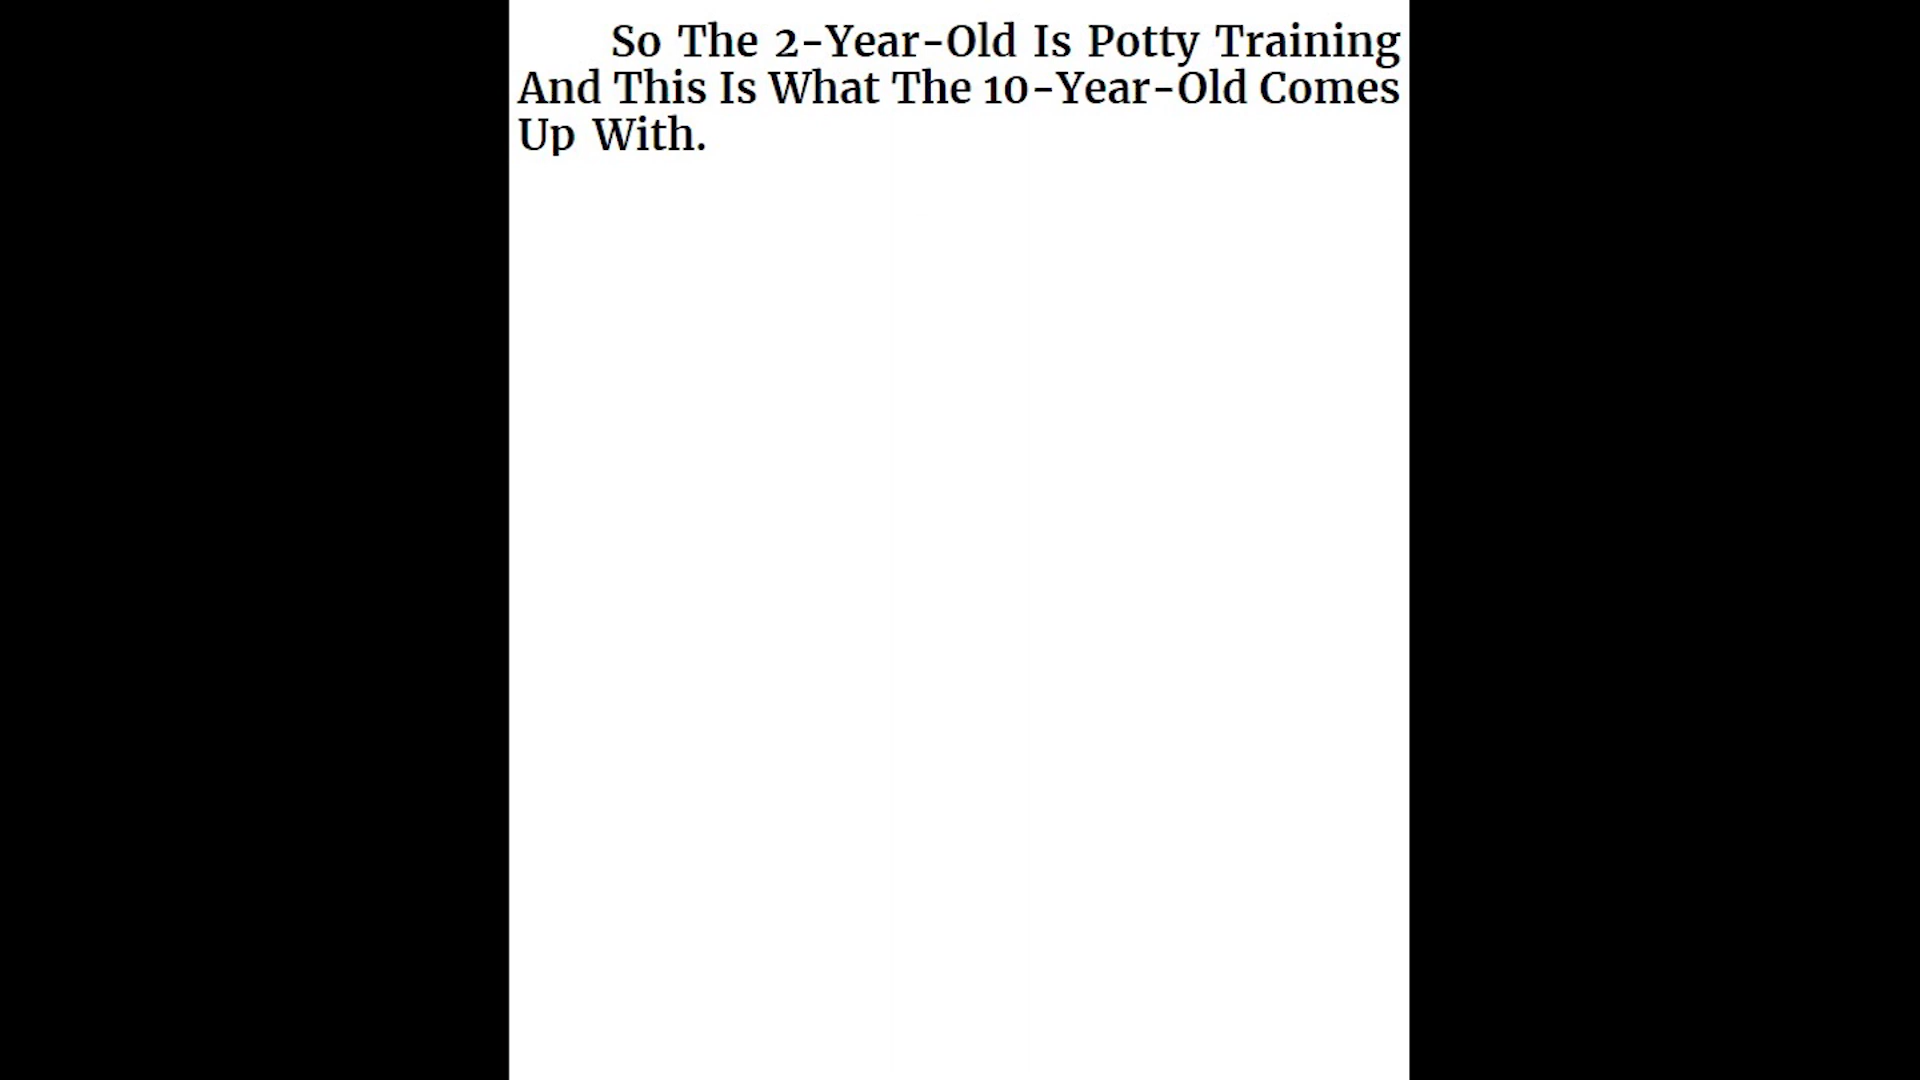 So The 2-Year-Old Is Potty Training
And This Is What The 10-Year-Old Comes
Up With.